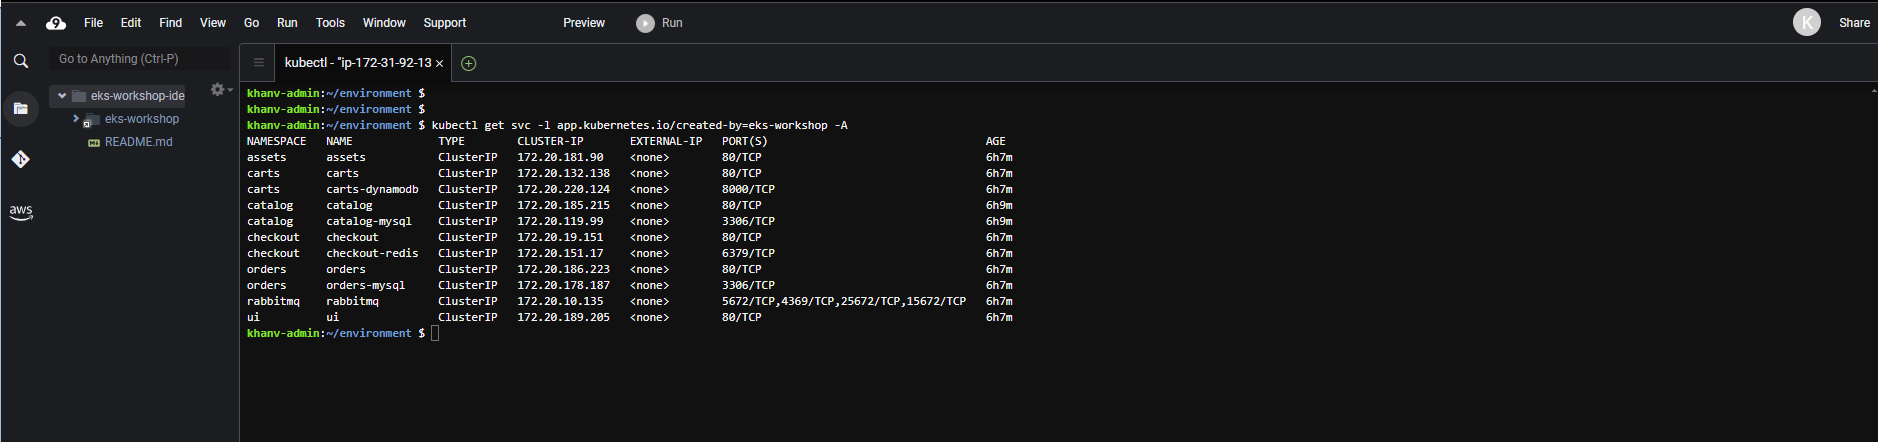 File Edit Find View Go Run Tools Window Support Preview Run K Share
Go to Anything (Ctrl-P)
kubectl - "ip-172-31-92-13 ×
eks-workshop-ide
eks-workshop
README.md
aws
khanv-admin:~/environment $
khanv-admin:~/environment $
khanv-admin:~/environment $ kubectl get svc -l app.kubernetes.io/created-by=eks-workshop -A
NAMESPACE NAME TYPE CLUSTER-IP EXTERNAL-IP PORT(S) AGE
assets assets ClusterIP 172.20.181.90 <none> 80/TCP 6h7m
carts carts ClusterIP 172.20.132.138 <none> 80/TCP 6h7m
carts carts-dynamodb ClusterIP 172.20.220.124 <none> 8000/TCP 6h7m
catalog catalog ClusterIP 172.20.185.215 <none> 80/TCP 6h9m
catalog catalog-mysql ClusterIP 172.20.119.99 <none> 3306/TCP 6h9m
checkout checkout ClusterIP 172.20.19.151 <none> 80/TCP 6h7m
checkout checkout-redis ClusterIP 172.20.151.17 <none> 6379/TCP 6h7m
orders orders ClusterIP 172.20.186.223 <none> 80/TCP 6h7m
orders orders-mysql ClusterIP 172.20.178.187 <none> 3306/TCP 6h7m
rabbitmq rabbitmq ClusterIP 172.20.10.135 <none> 5672/TCP,4369/TCP,25672/TCP,15672/TCP 6h7m
ui ui ClusterIP 172.20.189.205 <none> 80/TCP 6h7m
khanv-admin:~/environment $